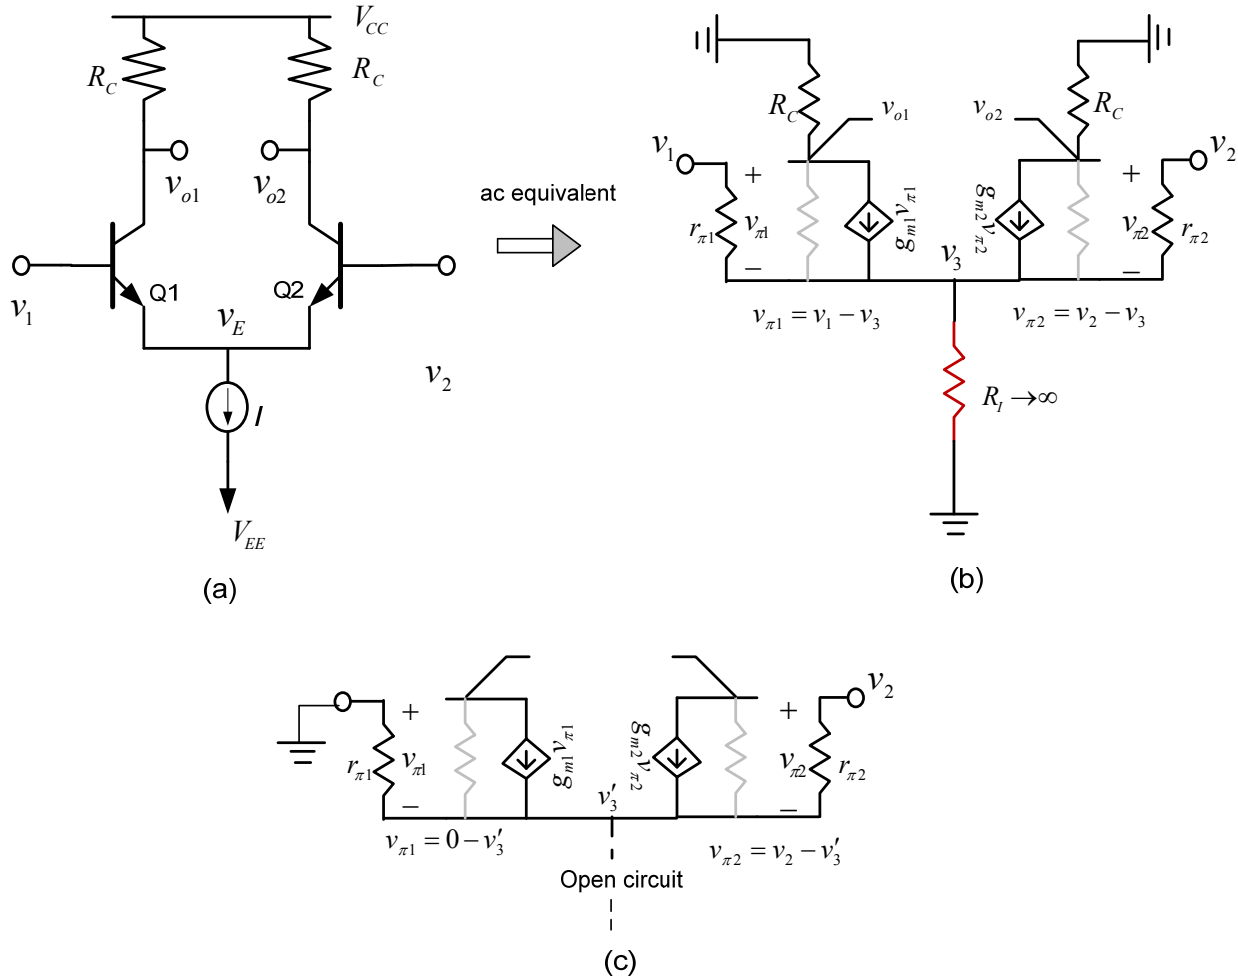 V_CC
R_C
R_C
v_o1
v_o2
Q1
Q2
v_1
v_E
v_2
I
V_EE
(a)
ac equivalent
R_C
v_o1
v_o2
R_C
v_1
v_2
+
+
r_π1
v_π1
g_m1 v_π1
g_m2 v_π2
v_π2
r_π2
−
v_3
−
v_π1 = v_1 − v_3
v_π2 = v_2 − v_3
R_I → ∞
(b)
v_2
+
+
r_π1
v_π1
g_m1 v_π1
g_m2 v_π2
v_π2
r_π2
−
v′_3
−
v_π1 = 0 − v′_3
v_π2 = v_2 − v′_3
Open circuit
(c)